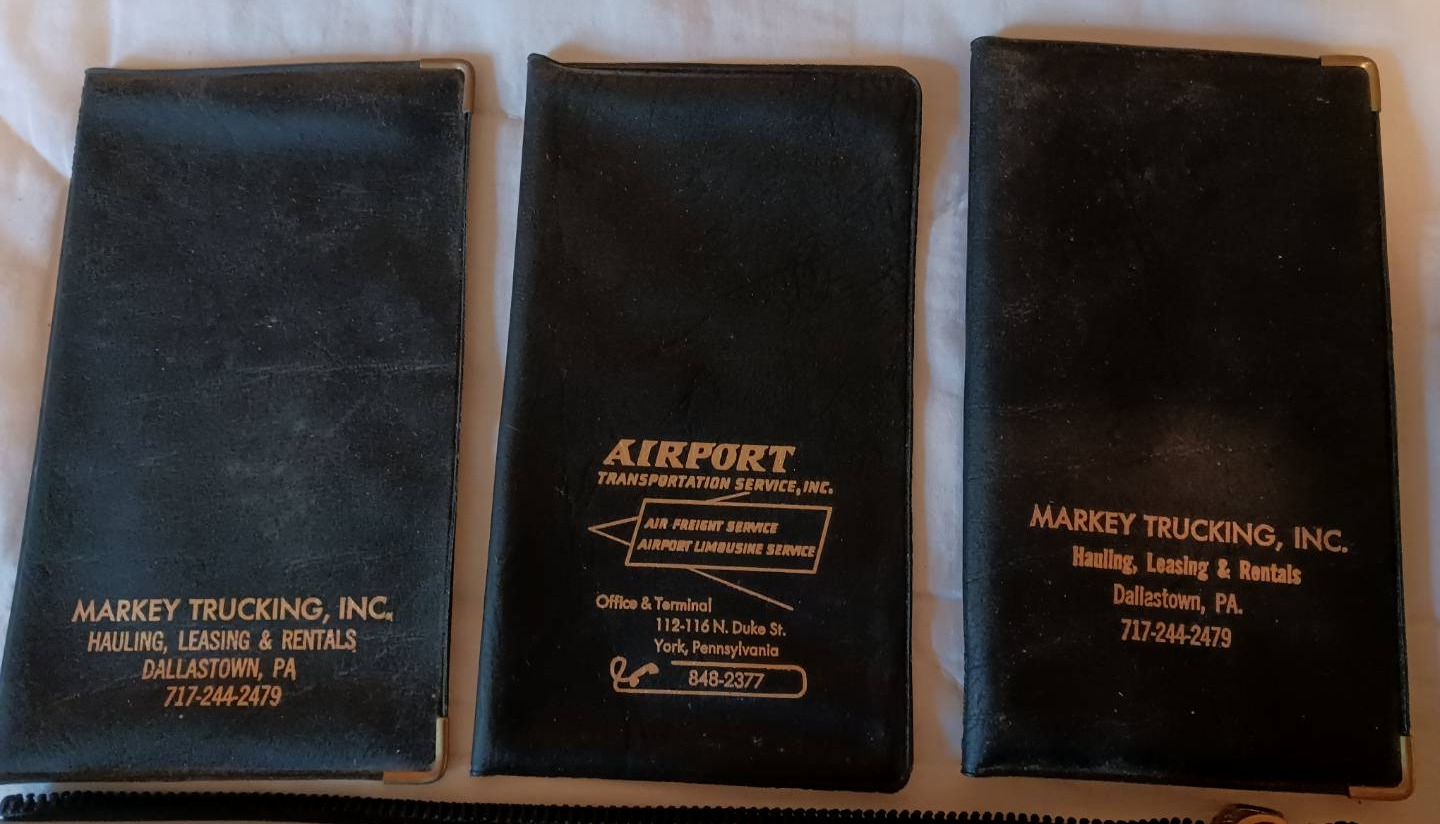 MARKEY TRUCKING, INC.
HAULING, LEASING & RENTALS
DALLASTOWN, PA
717-244-2479
AIRPORT
TRANSPORTATION SERVICE, INC.
AIR FREIGHT SERVICE
AIRPORT LIMOUSINE SERVICE
Office & Terminal
112-116 N. Duke St.
York, Pennsylvania
848-2377
MARKEY TRUCKING, INC.
Hauling, Leasing & Rentals
Dallastown, PA.
717-244-2479